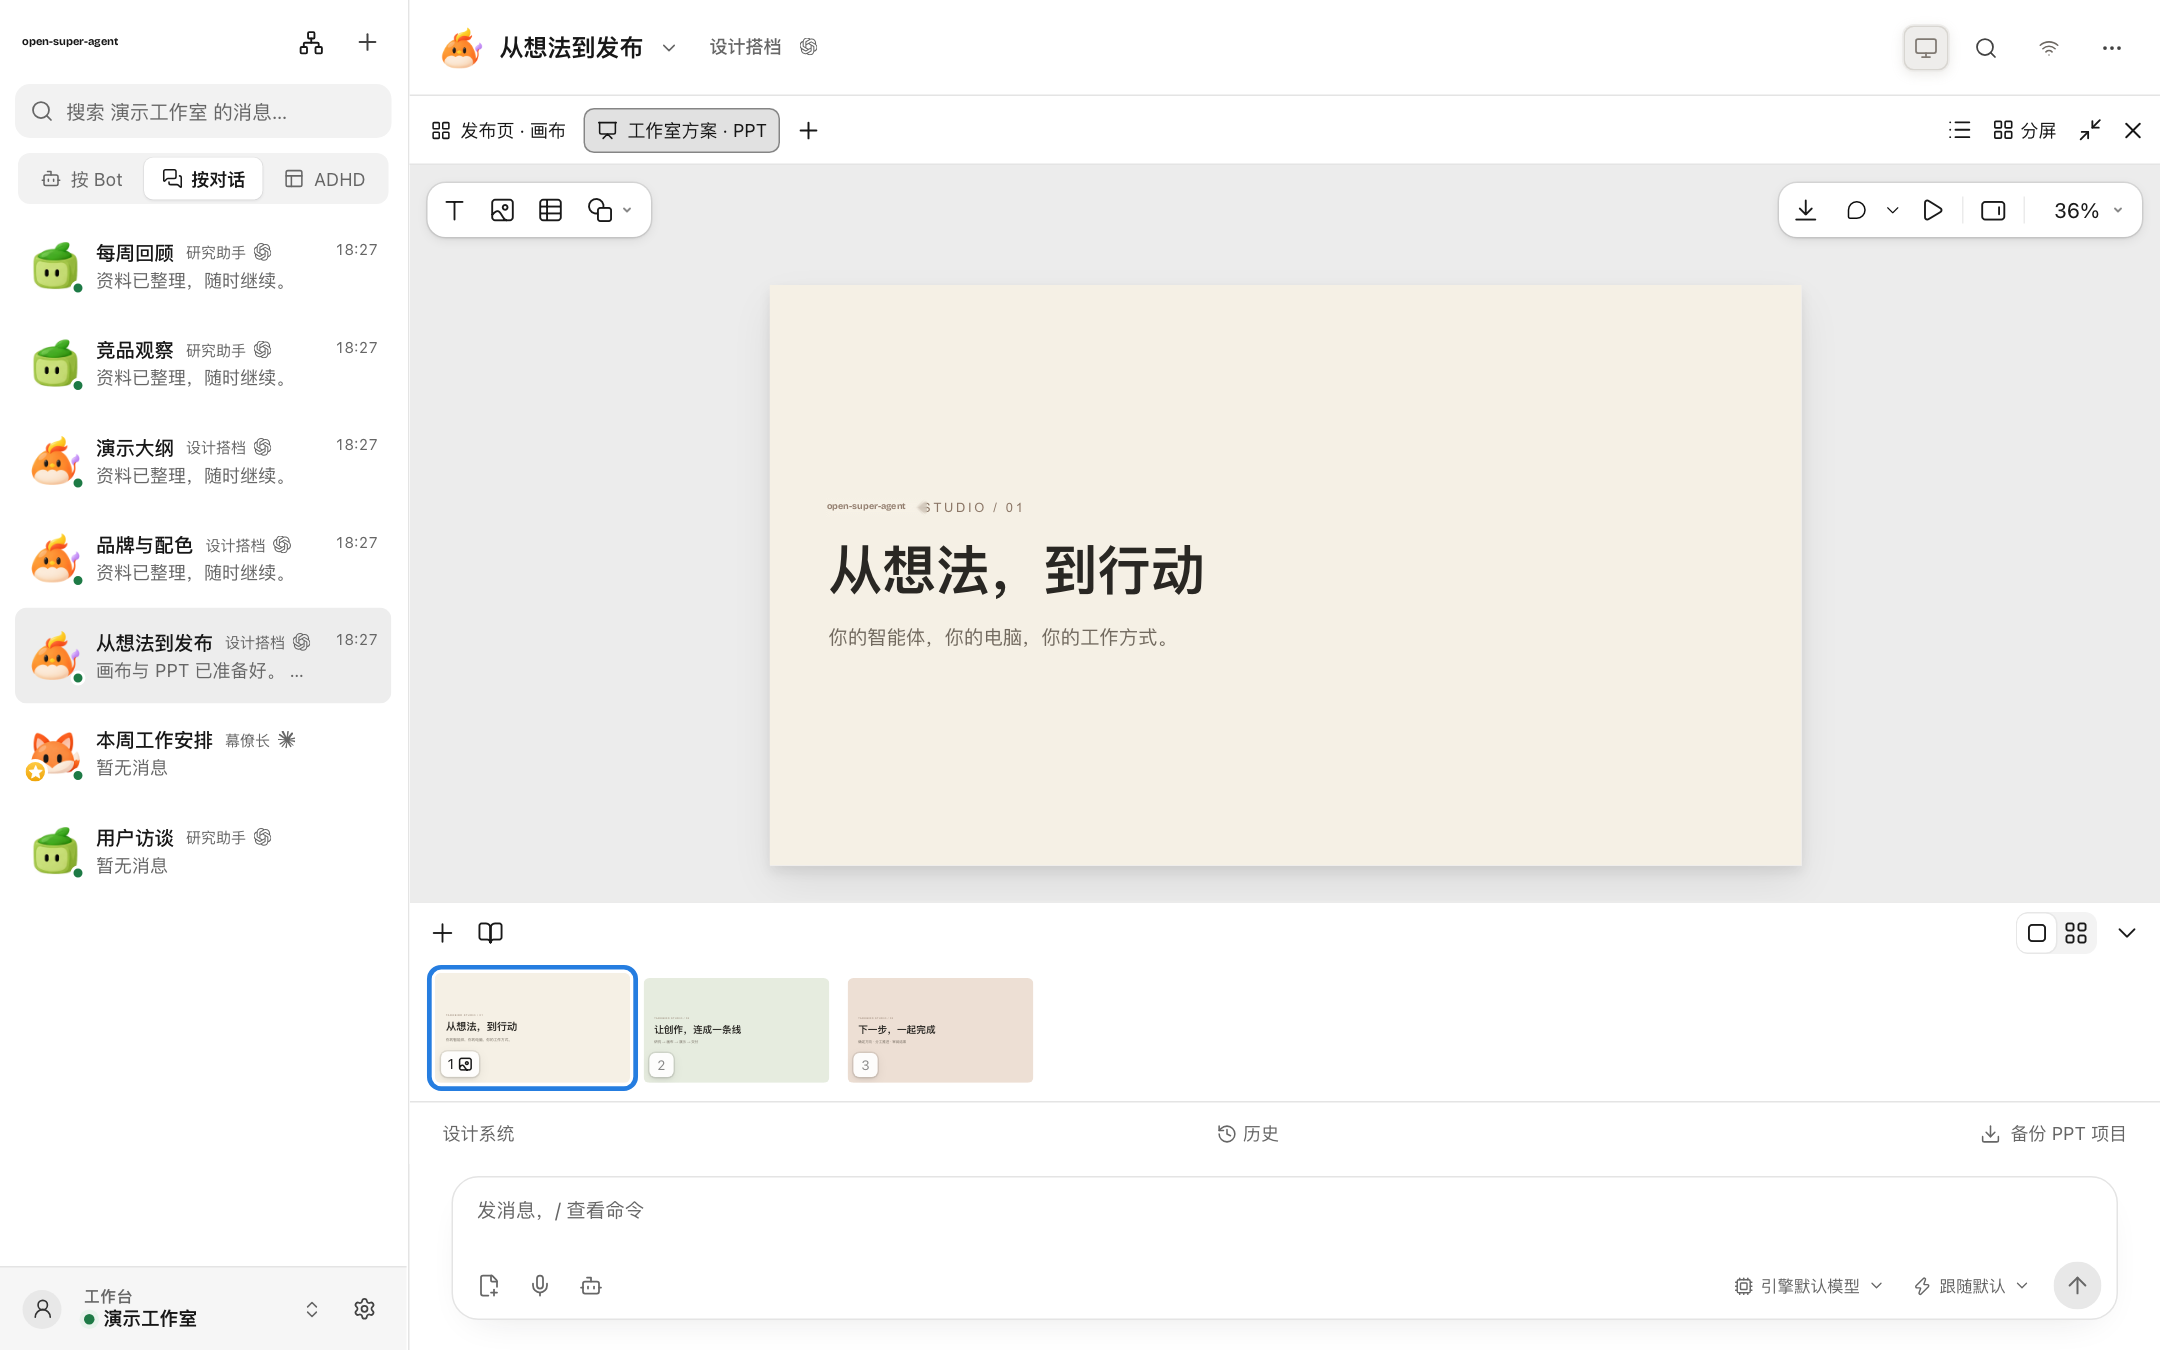 open-super-agent
搜索 演示工作室 的消息...
按 Bot
按对话
ADHD
每周回顾 研究助手 18:27
资料已整理，随时继续。
竞品观察 研究助手 18:27
资料已整理，随时继续。
演示大纲 设计搭档 18:27
资料已整理，随时继续。
品牌与配色 设计搭档 18:27
资料已整理，随时继续。
从想法到发布 设计搭档 18:27
画布与 PPT 已准备好。 ...
本周工作安排 幕僚长
暂无消息
用户访谈 研究助手
暂无消息
工作台
演示工作室
从想法到发布 设计搭档
发布页 · 画布
工作室方案 · PPT
分屏
36%
open-super-agent STUDIO / 01
从想法，到行动
你的智能体，你的电脑，你的工作方式。
从想法，到行动
1
让创作，连成一条线
2
下一步，一起完成
3
设计系统
历史
备份 PPT 项目
发消息，/ 查看命令
引擎默认模型
跟随默认